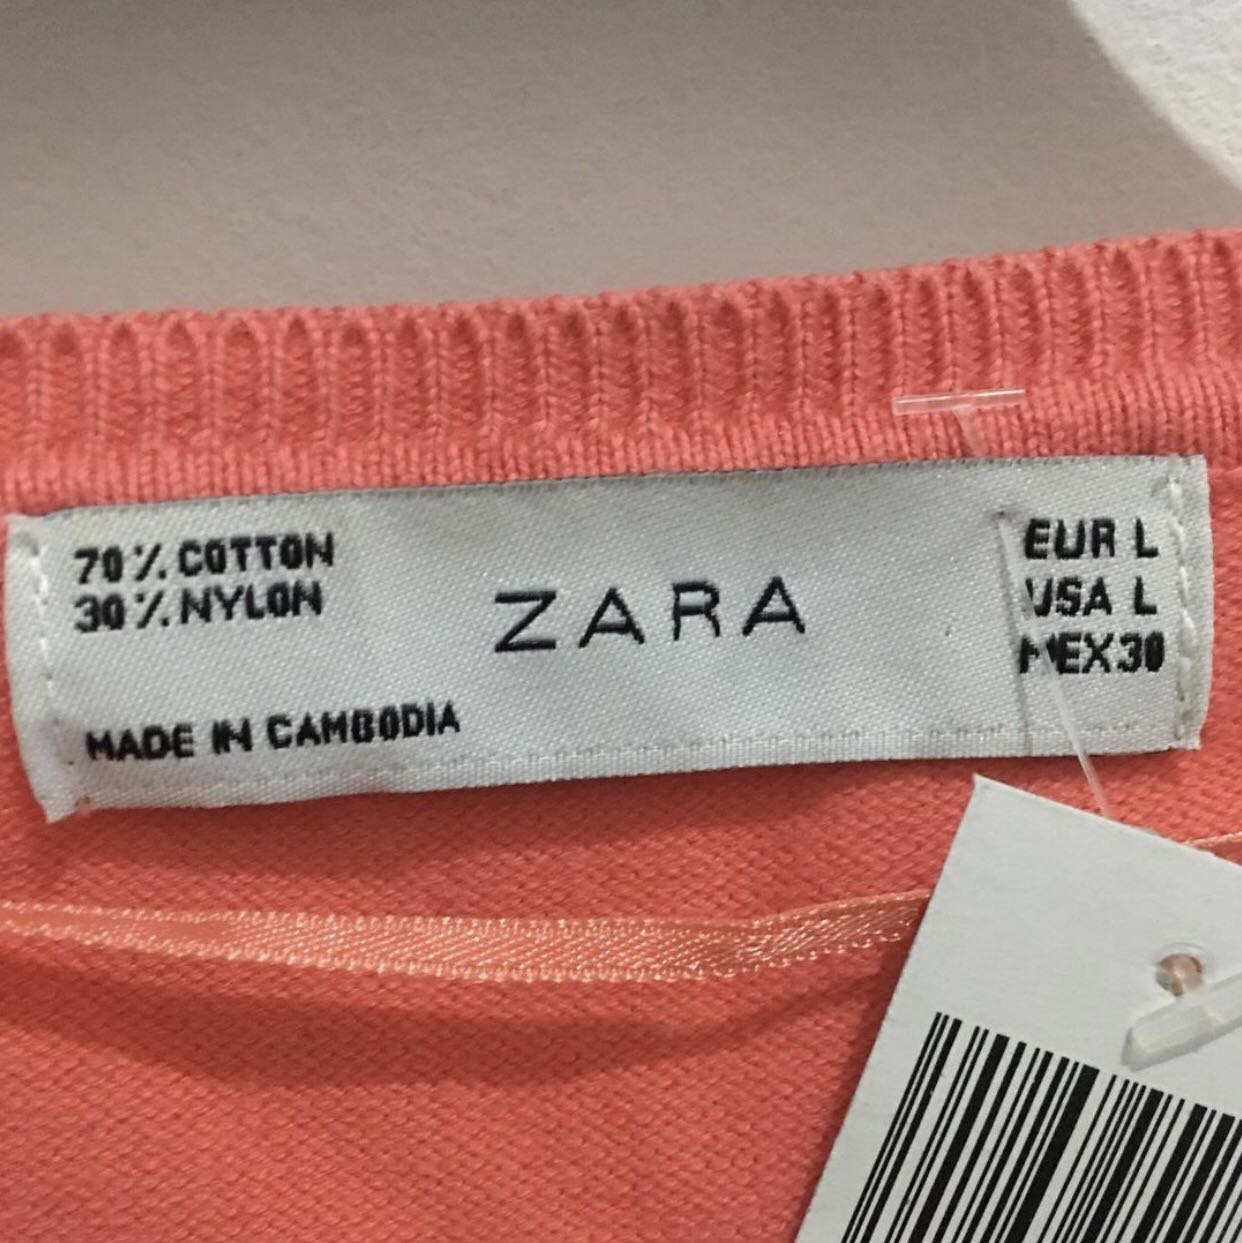 70% COTTON
30% NYLON
MADE IN CAMBODIA
ZARA
EUR L
USA L
MEX 30